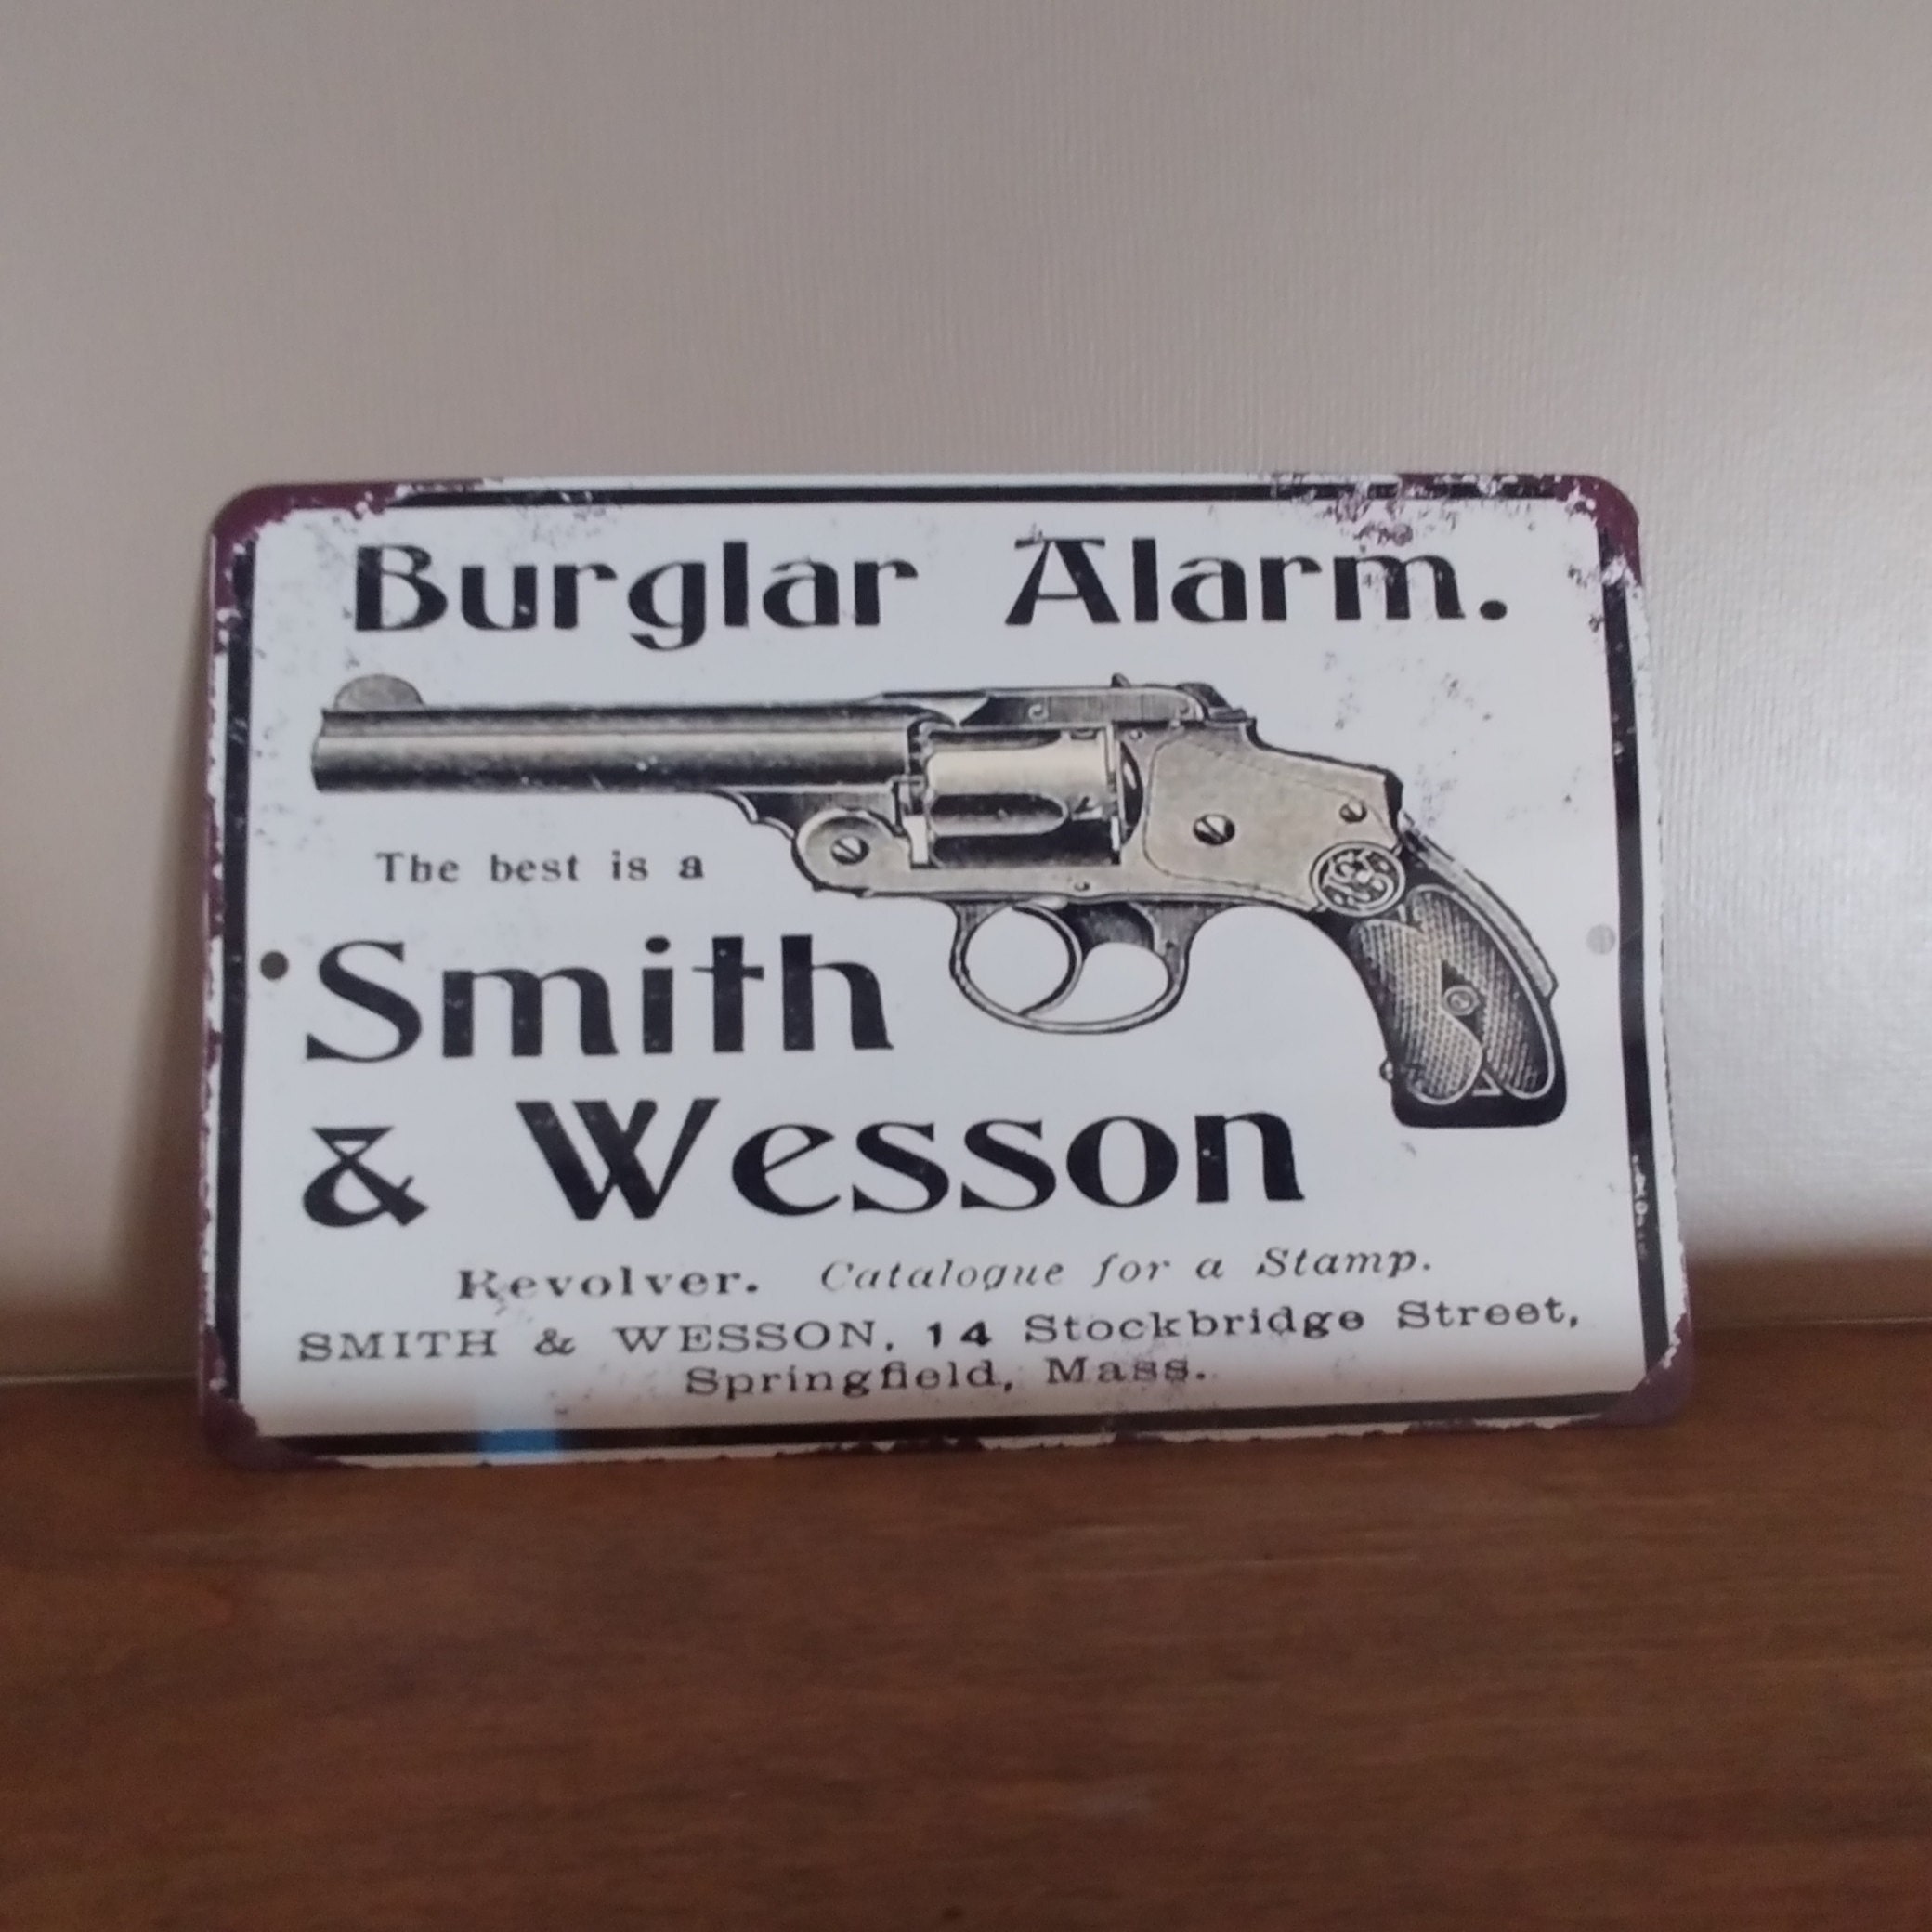 Burglar Alarm.
The best is a
Smith
& Wesson
Revolver. Catalogue for a Stamp.
SMITH & WESSON, 14 Stockbridge Street,
Springfield, Mass.